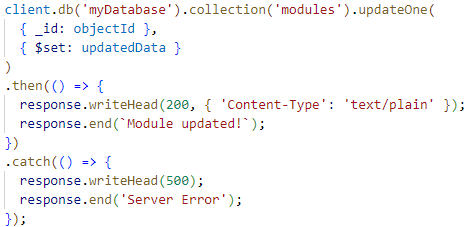 client.db('myDatabase').collection('modules').updateOne(
  { _id: objectId },
  { $set: updatedData }
)
.then(() => {
  response.writeHead(200, { 'Content-Type': 'text/plain' });
  response.end(`Module updated!`);
})
.catch(() => {
  response.writeHead(500);
  response.end('Server Error');
});